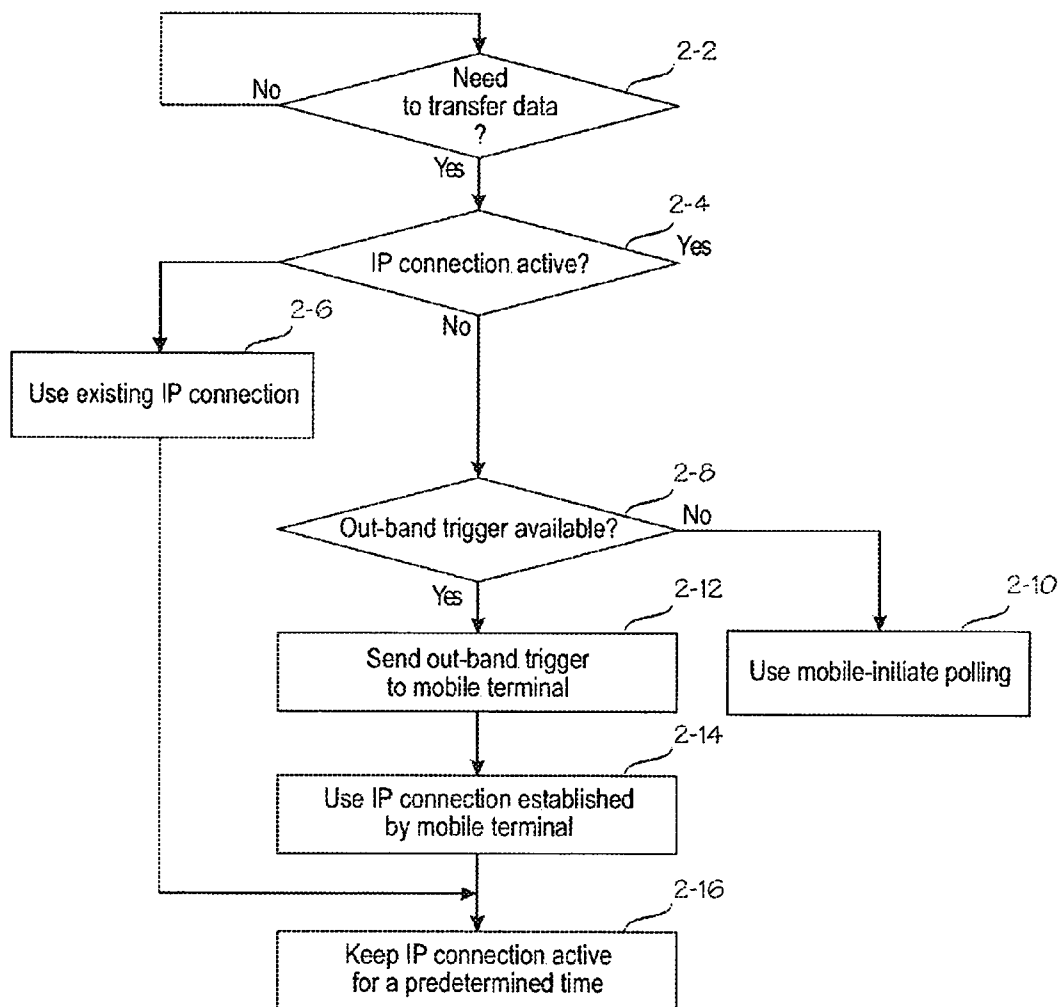 2-2
Need
to transfer data
?
No
Yes
2-4
Yes
IP connection active?
No
2-6
Use existing IP connection
2-8
Out-band trigger available?
No
Yes
2-12
Send out-band trigger
to mobile terminal
2-10
Use mobile-initiate polling
2-14
Use IP connection established
by mobile terminal
2-16
Keep IP connection active
for a predetermined time